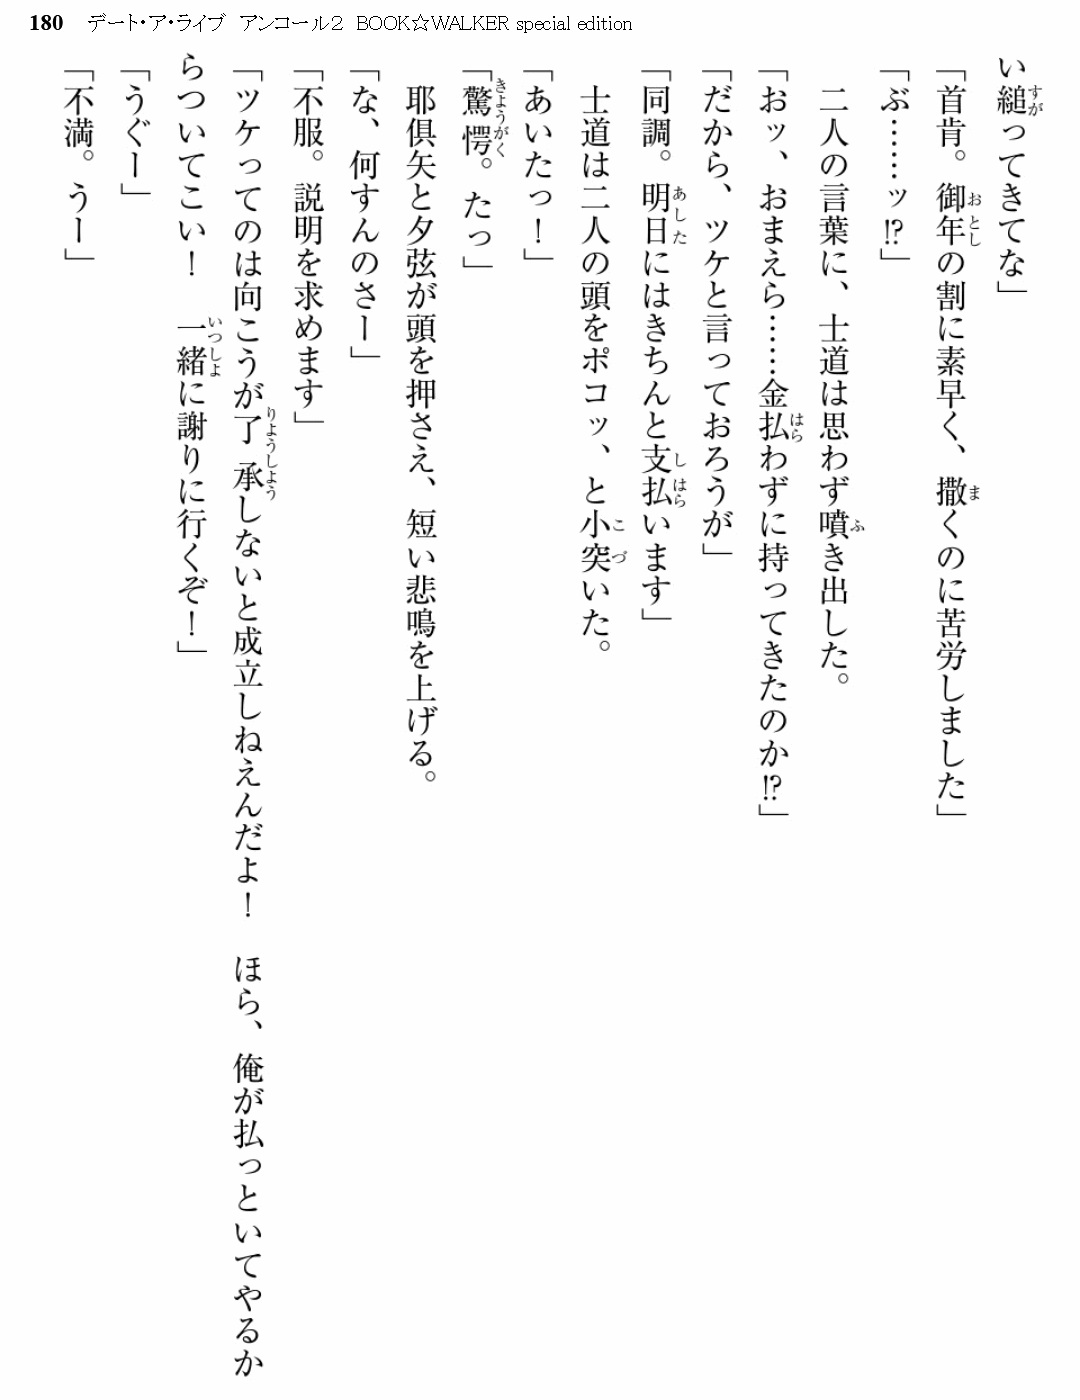 180 デート・ア・ライブ アンコール2 BOOK☆WALKER special edition
い縋ってきてな」
「首肯。御年の割に素早く、撒くのに苦労しました」
「ぶ……ッ!?」
　二人の言葉に、士道は思わず噴き出した。
「おッ、おまえら……金払わずに持ってきたのか!?」
「だから、ツケと言っておろうが」
「同調。明日にはきちんと支払います」
　士道は二人の頭をポコッ、と小突いた。
「あいたっ！」
「驚愕。たっ」
　耶倶矢と夕弦が頭を押さえ、短い悲鳴を上げる。
「な、何すんのさー」
「不服。説明を求めます」
「ツケってのは向こうが了承しないと成立しねえんだよ！　ほら、俺が払っといてやるか
らついてこい！　一緒に謝りに行くぞ！」
「うぐー」
「不満。うー」